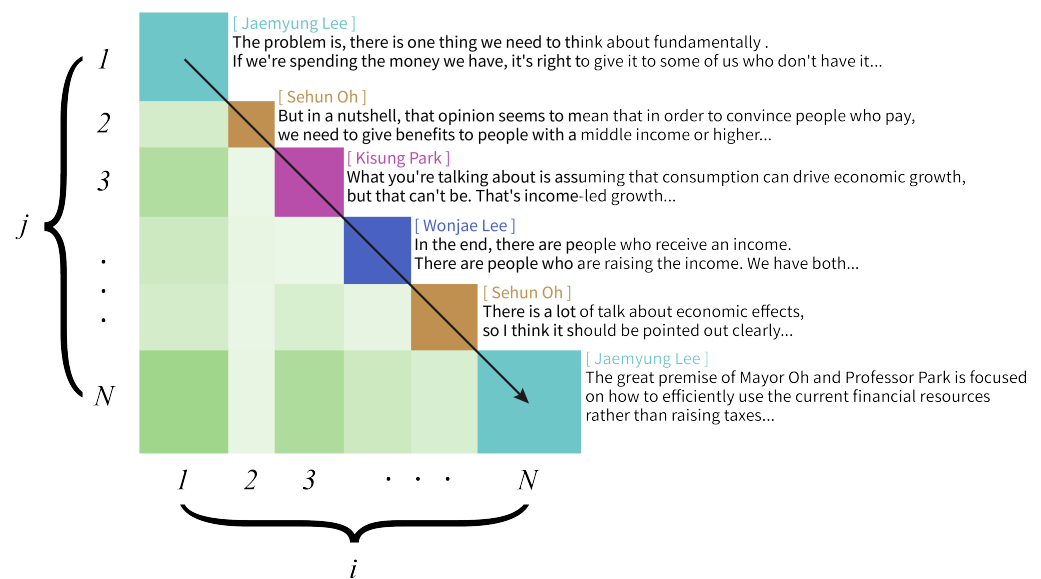 [ Jaemyung Lee ]
The problem is, there is one thing we need to think about fundamentally .
If we're spending the money we have, it's right to give it to some of us who don't have it...
1
[ Sehun Oh ]
But in a nutshell, that opinion seems to mean that in order to convince people who pay,
we need to give benefits to people with a middle income or higher...
2
[ Kisung Park ]
What you're talking about is assuming that consumption can drive economic growth,
but that can't be. That's income-led growth...
3
j
[ Wonjae Lee ]
In the end, there are people who receive an income.
There are people who are raising the income. We have both...
.
.
.
[ Sehun Oh ]
There is a lot of talk about economic effects,
so I think it should be pointed out clearly...
[ Jaemyung Lee ]
The great premise of Mayor Oh and Professor Park is focused
on how to efficiently use the current financial resources
rather than raising taxes...
N
1 2 3 · · · N
i